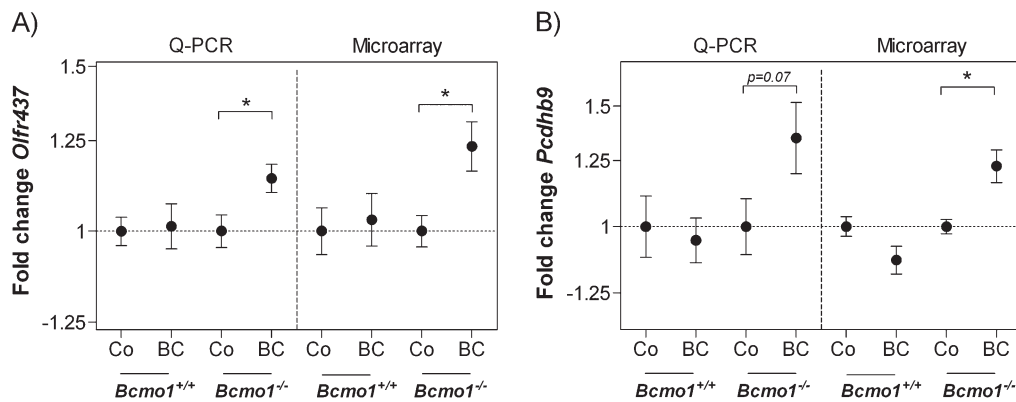 A)
Q-PCR Microarray
Fold change Olfr437
1.5
1.25
1
-1.25
* *
Co BC Co BC Co BC Co BC
Bcmo1+/+ Bcmo1-/- Bcmo1+/+ Bcmo1-/-
B)
Q-PCR Microarray
Fold change Pcdhb9
1.5
1.25
1
-1.25
p=0.07 *
Co BC Co BC Co BC Co BC
Bcmo1+/+ Bcmo1-/- Bcmo1+/+ Bcmo1-/-